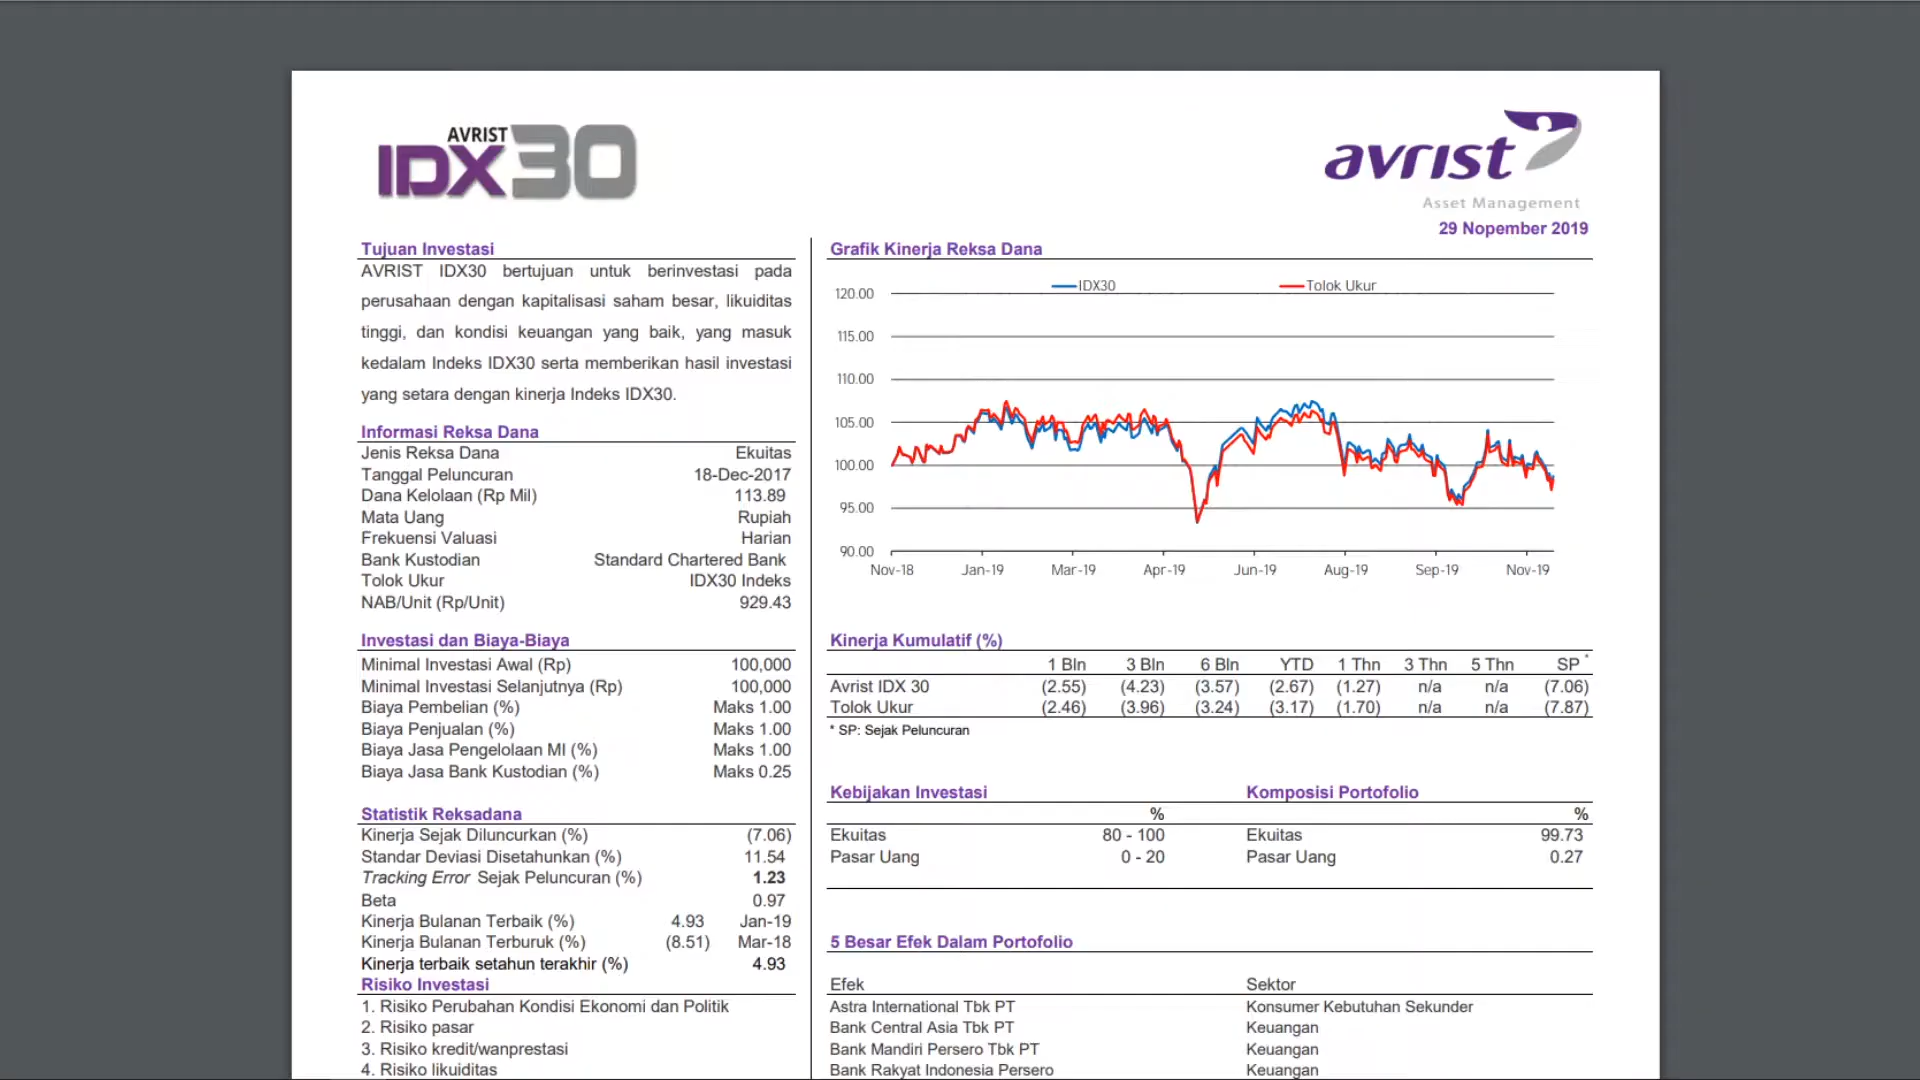 AVRIST
IDX30
avrist
Asset Management
29 Nopember 2019
Tujuan Investasi
AVRIST IDX30 bertujuan untuk berinvestasi pada
perusahaan dengan kapitalisasi saham besar, likuiditas
tinggi, dan kondisi keuangan yang baik, yang masuk
kedalam Indeks IDX30 serta memberikan hasil investasi
yang setara dengan kinerja Indeks IDX30.
Informasi Reksa Dana
Jenis Reksa Dana Ekuitas
Tanggal Peluncuran 18-Dec-2017
Dana Kelolaan (Rp Mil) 113.89
Mata Uang Rupiah
Frekuensi Valuasi Harian
Bank Kustodian Standard Chartered Bank
Tolok Ukur IDX30 Indeks
NAB/Unit (Rp/Unit) 929.43
Investasi dan Biaya-Biaya
Minimal Investasi Awal (Rp) 100,000
Minimal Investasi Selanjutnya (Rp) 100,000
Biaya Pembelian (%) Maks 1.00
Biaya Penjualan (%) Maks 1.00
Biaya Jasa Pengelolaan MI (%) Maks 1.00
Biaya Jasa Bank Kustodian (%) Maks 0.25
Statistik Reksadana
Kinerja Sejak Diluncurkan (%) (7.06)
Standar Deviasi Disetahunkan (%) 11.54
Tracking Error Sejak Peluncuran (%) 1.23
Beta 0.97
Kinerja Bulanan Terbaik (%) 4.93 Jan-19
Kinerja Bulanan Terburuk (%) (8.51) Mar-18
Kinerja terbaik setahun terakhir (%) 4.93
Risiko Investasi
1. Risiko Perubahan Kondisi Ekonomi dan Politik
2. Risiko pasar
3. Risiko kredit/wanprestasi
4. Risiko likuiditas
Grafik Kinerja Reksa Dana
IDX30 Tolok Ukur
120.00
115.00
110.00
105.00
100.00
95.00
90.00
Nov-18 Jan-19 Mar-19 Apr-19 Jun-19 Aug-19 Sep-19 Nov-19
Kinerja Kumulatif (%)
1 Bln 3 Bln 6 Bln YTD 1 Thn 3 Thn 5 Thn SP *
Avrist IDX 30 (2.55) (4.23) (3.57) (2.67) (1.27) n/a n/a (7.06)
Tolok Ukur (2.46) (3.96) (3.24) (3.17) (1.70) n/a n/a (7.87)
* SP: Sejak Peluncuran
Kebijakan Investasi
%
Ekuitas 80 - 100
Pasar Uang 0 - 20
Komposisi Portofolio
%
Ekuitas 99.73
Pasar Uang 0.27
5 Besar Efek Dalam Portofolio
Efek Sektor
Astra International Tbk PT Konsumer Kebutuhan Sekunder
Bank Central Asia Tbk PT Keuangan
Bank Mandiri Persero Tbk PT Keuangan
Bank Rakyat Indonesia Persero Keuangan